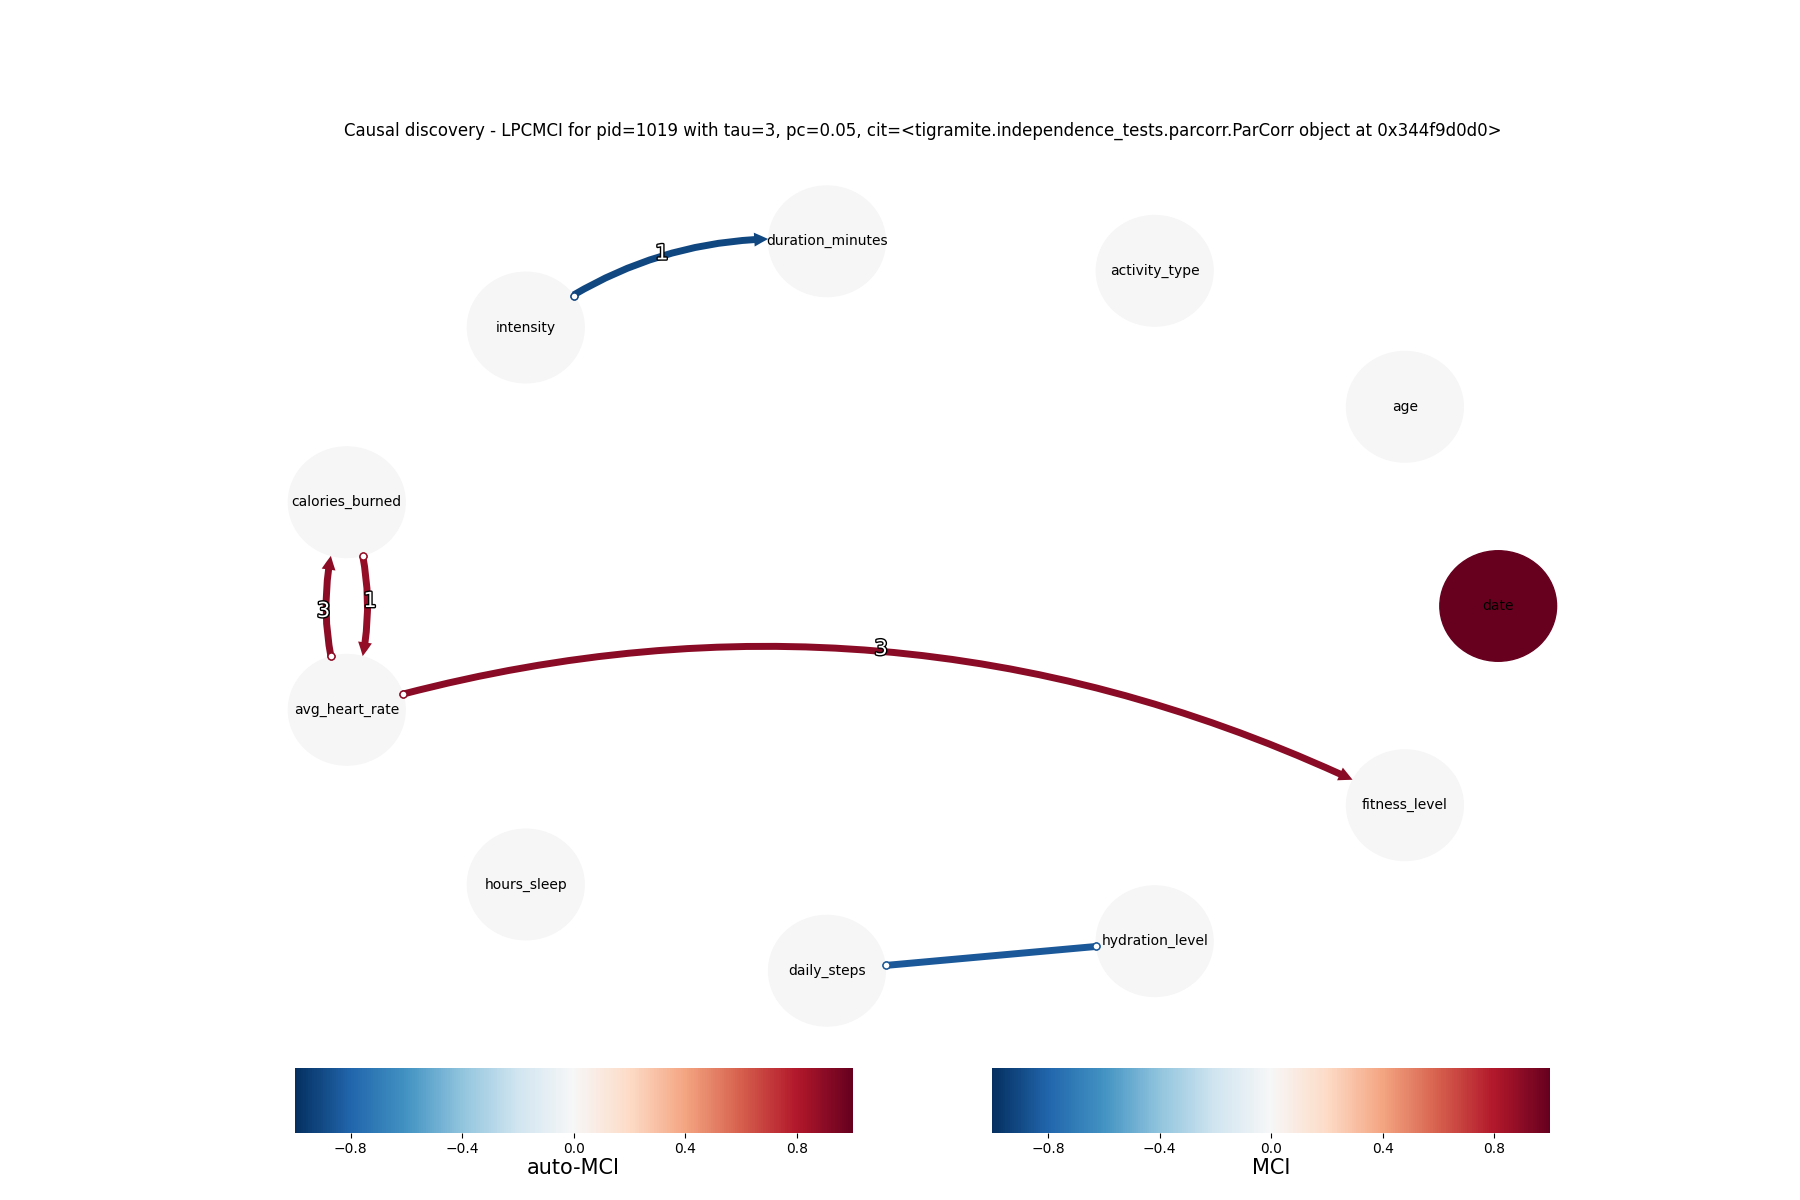 Causal discovery - LPCMCI for pid=1019 with tau=3, pc=0.05, cit=<tigramite.independence_tests.parcorr.ParCorr object at 0x344f9d0d0>
duration_minutes
1
activity_type
intensity
age
calories_burned
date
1
3
3
avg_heart_rate
fitness_level
hours_sleep
hydration_level
daily_steps
−0.8 −0.4 0.0 0.4 0.8
auto-MCI
−0.8 −0.4 0.0 0.4 0.8
MCI